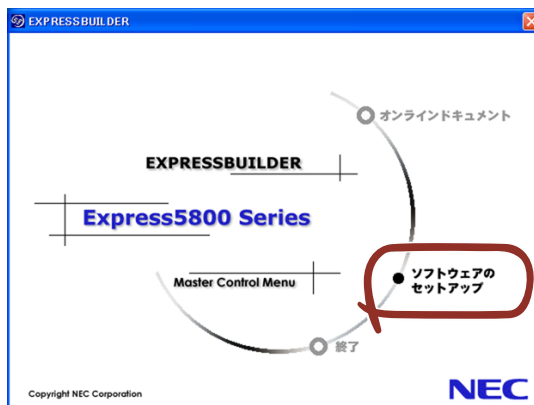 EXPRESSBUILDER
オンラインドキュメント
EXPRESSBUILDER
Express5800 Series
ソフトウェアの
セットアップ
Master Control Menu
終了
Copyright NEC Corporation
NEC